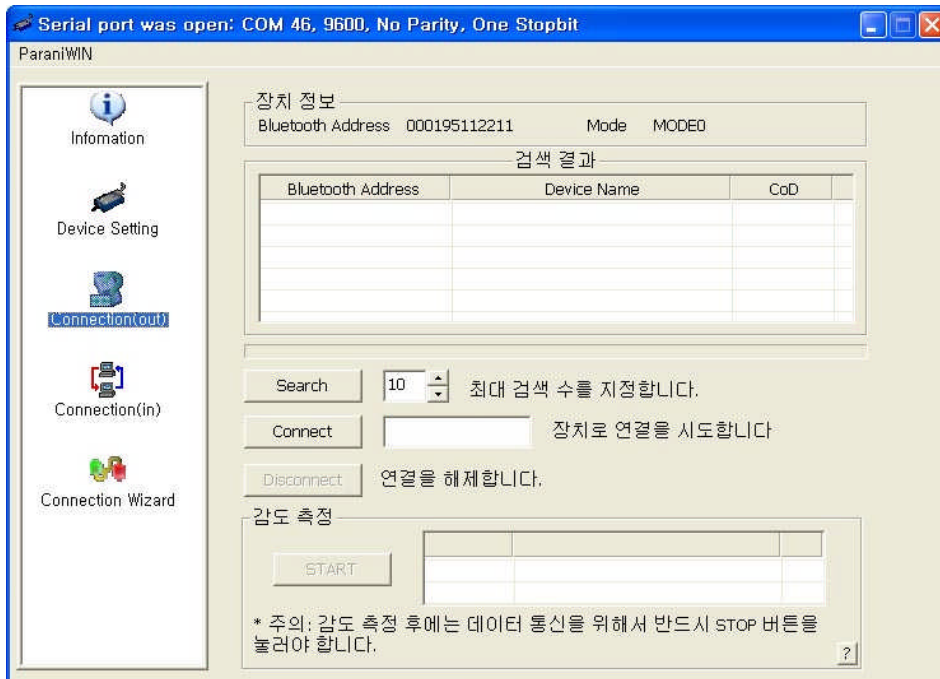 Serial port was open: COM 46, 9600, No Parity, One Stopbit
ParaniWIN
Infomation
Device Setting
Connection(out)
Connection(in)
Connection Wizard
장치 정보
Bluetooth Address 000195112211 Mode MODE0
검색 결과
Bluetooth Address Device Name CoD
Search 10 최대 검색 수를 지정합니다.
Connect 장치로 연결을 시도합니다
Disconnect 연결을 해제합니다.
감도 측정
START
* 주의: 감도 측정 후에는 데이터 통신을 위해서 반드시 STOP 버튼을
눌러야 합니다.
?